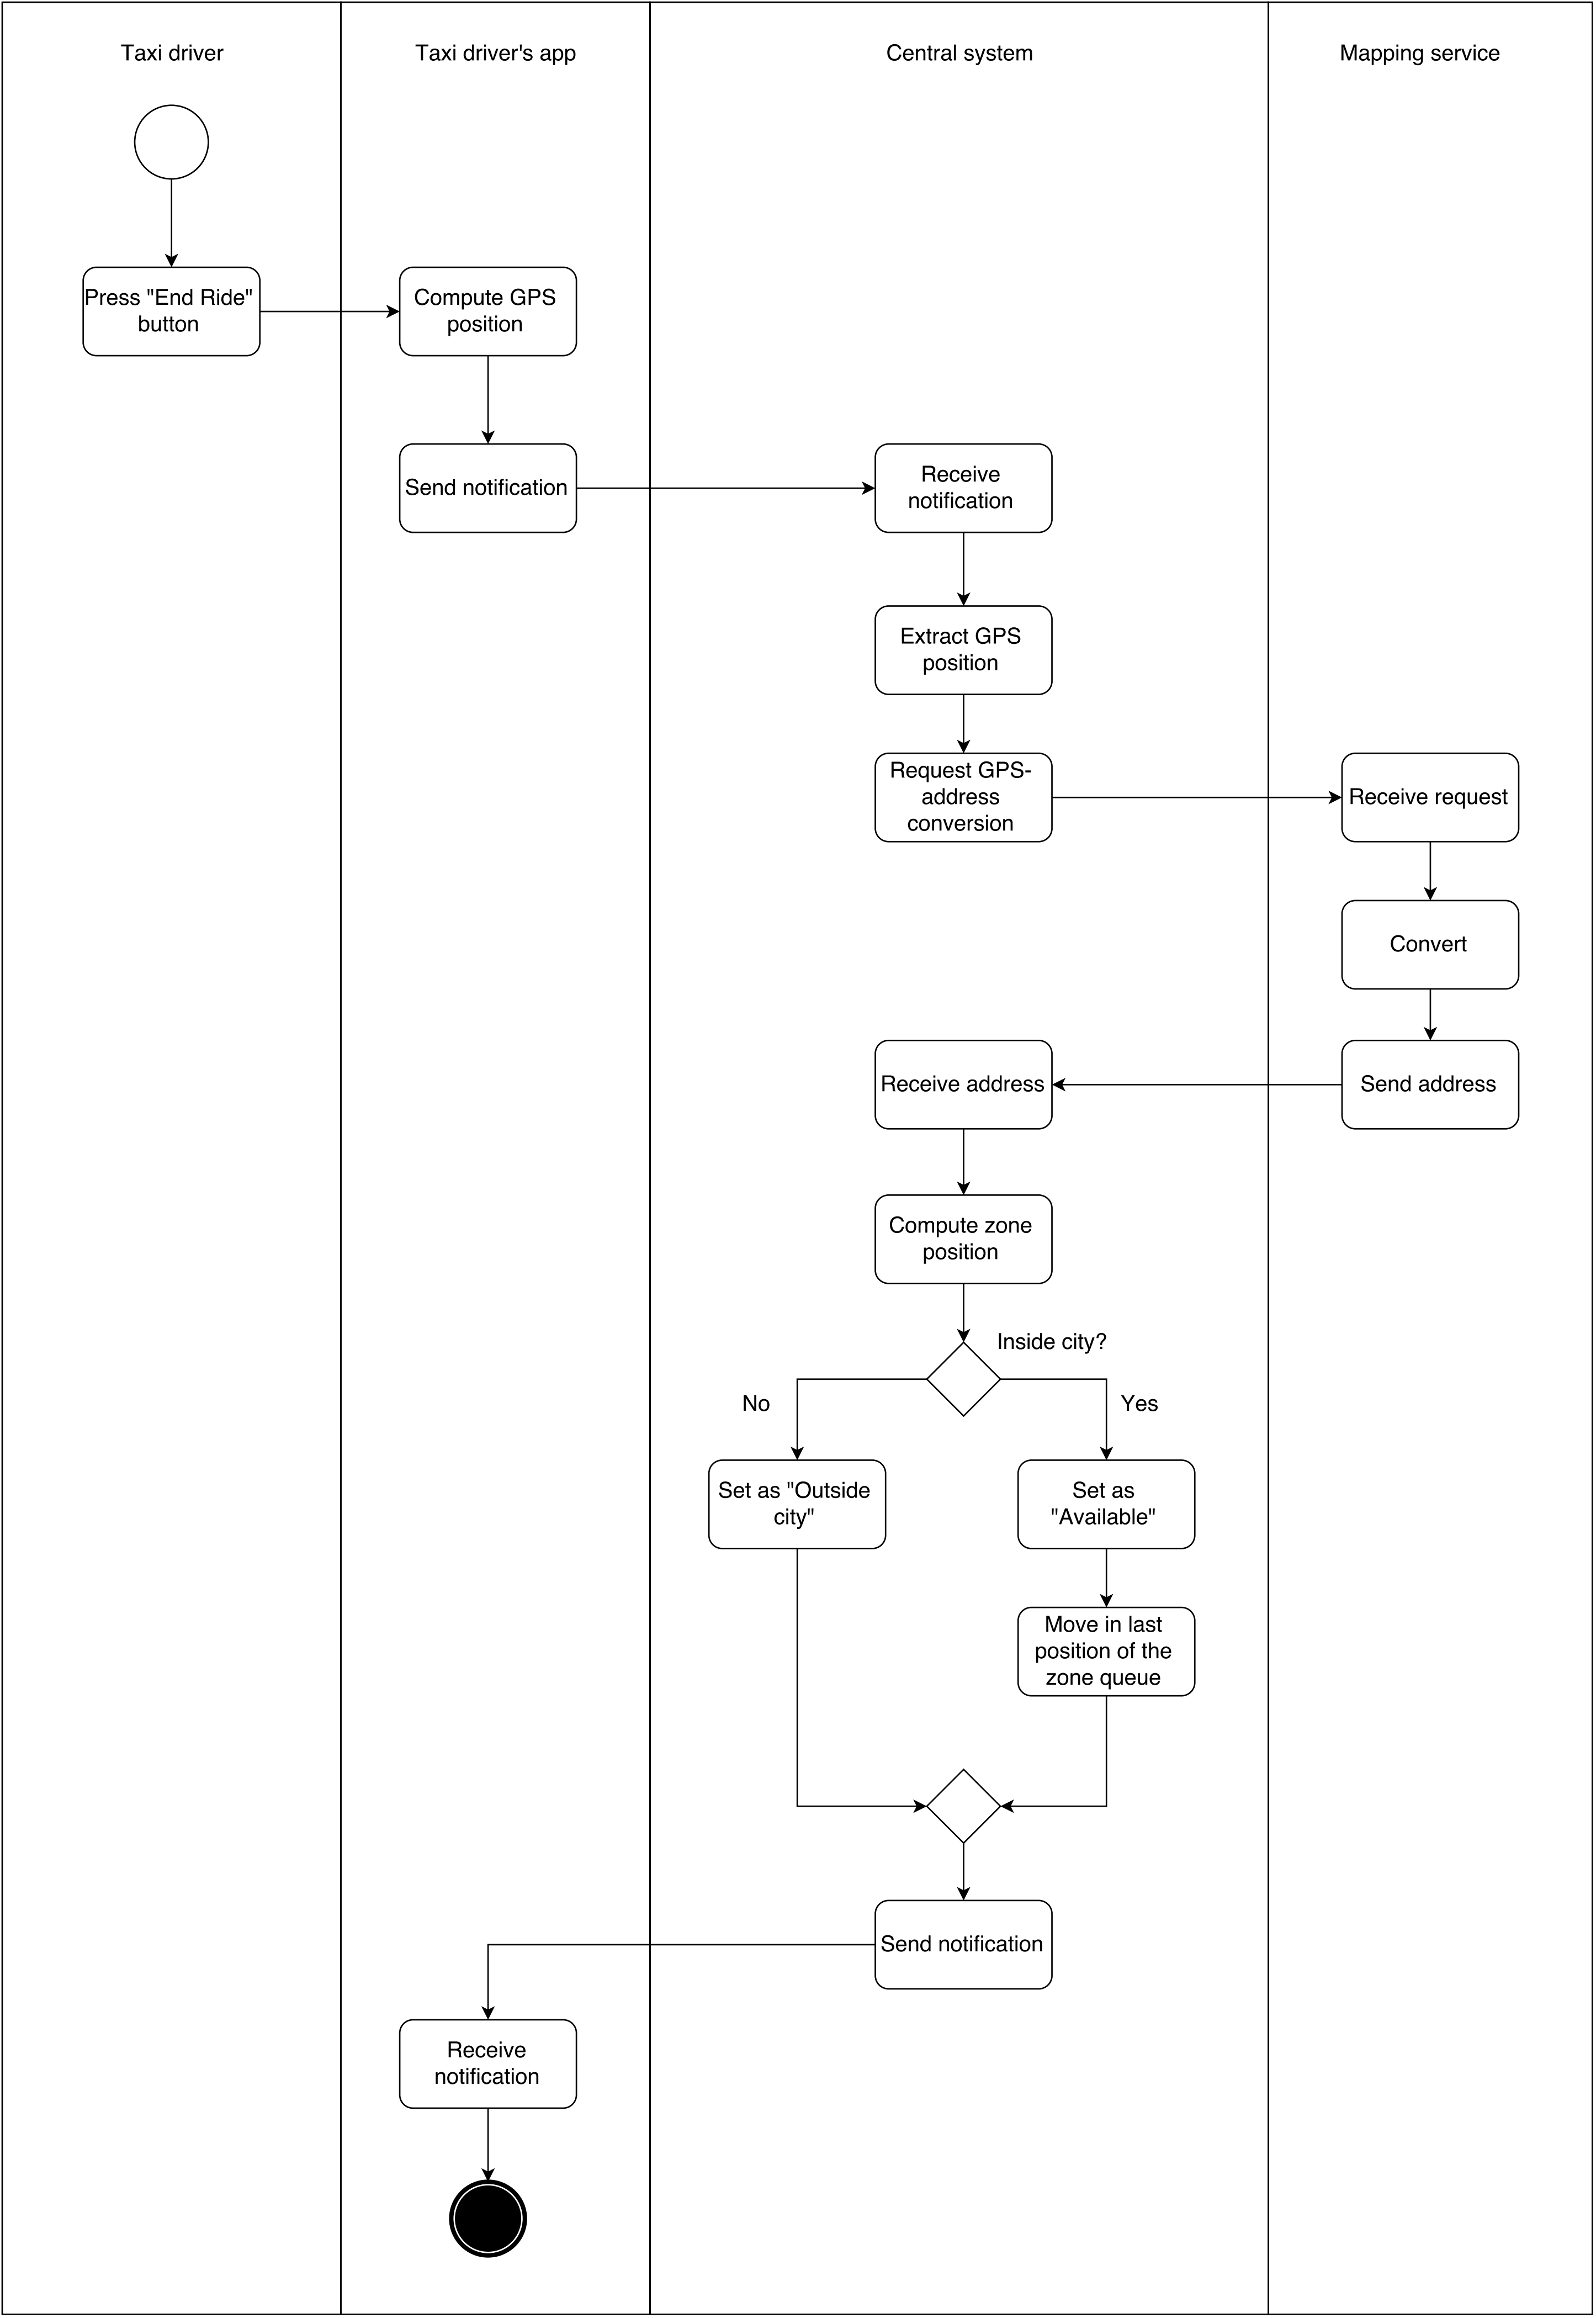 Taxi driver
Taxi driver's app
Central system
Mapping service
Press "End Ride"
button
Compute GPS
position
Send notification
Receive
notification
Extract GPS
position
Request GPS-
address
conversion
Receive request
Convert
Send address
Receive address
Compute zone
position
Inside city?
No
Yes
Set as "Outside
city"
Set as
"Available"
Move in last
position of the
zone queue
Send notification
Receive
notification